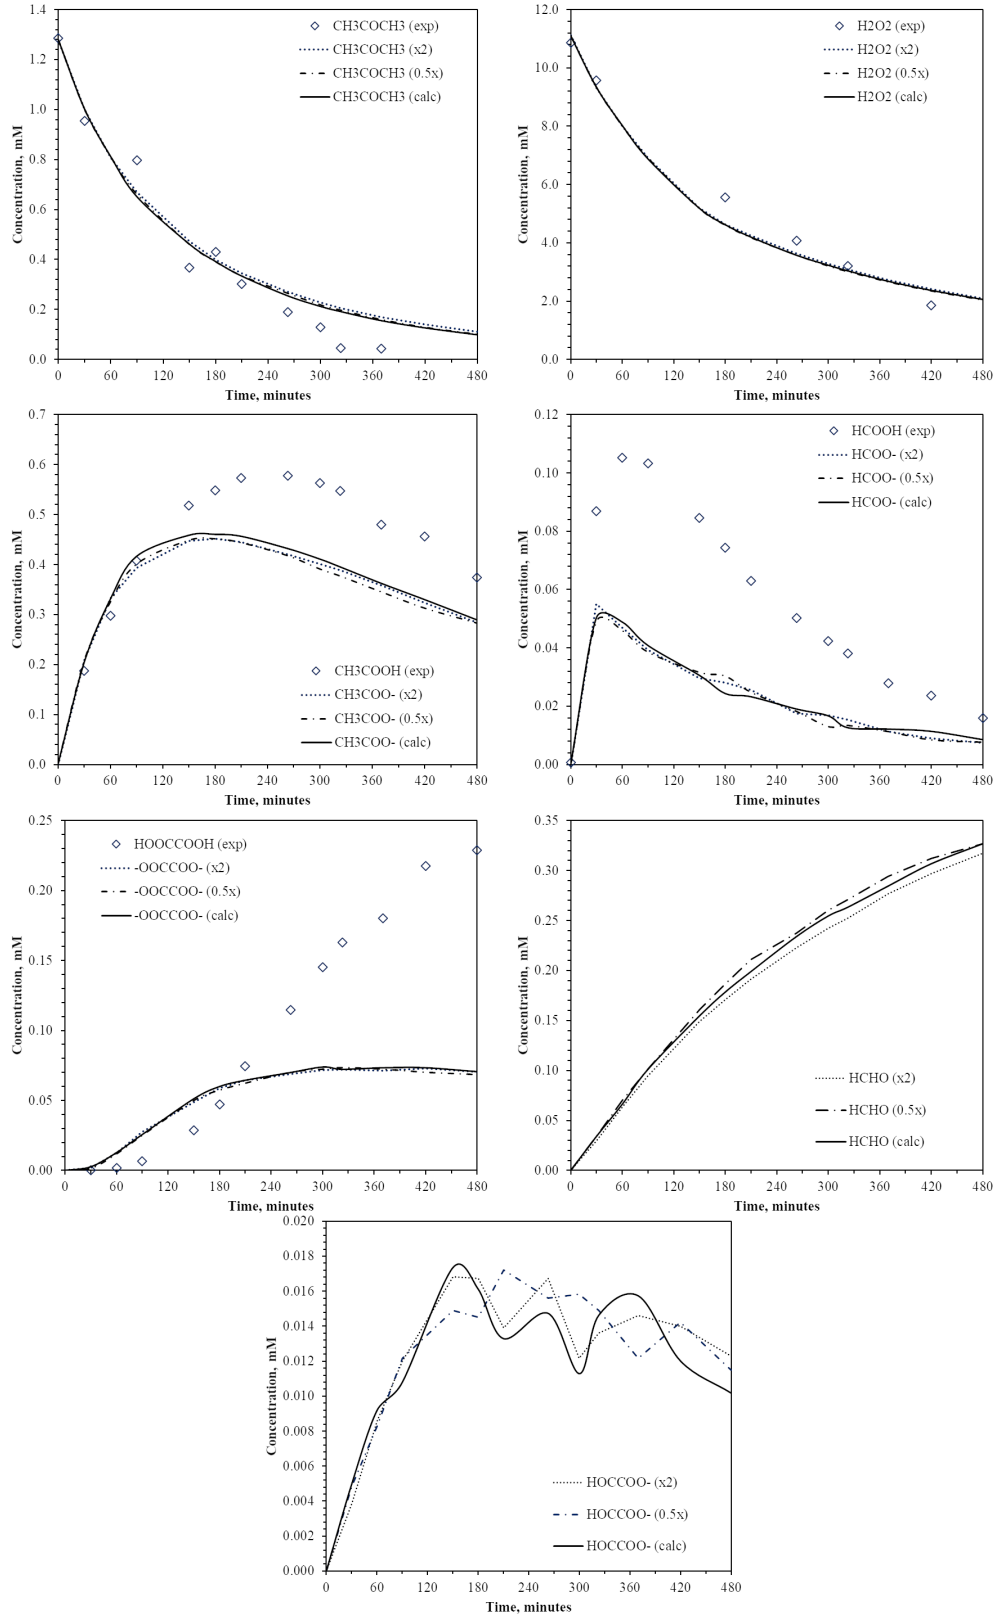 1.4
1.2
1.0
0.8
0.6
0.4
0.2
0.0
Concentration, mM
CH3COCH3 (exp)
CH3COCH3 (x2)
CH3COCH3 (0.5x)
CH3COCH3 (calc)
0 60 120 180 240 300 360 420 480
Time, minutes
12.0
10.0
8.0
6.0
4.0
2.0
0.0
Concentration, mM
H2O2 (exp)
H2O2 (x2)
H2O2 (0.5x)
H2O2 (calc)
0 60 120 180 240 300 360 420 480
Time, minutes
0.7
0.6
0.5
0.4
0.3
0.2
0.1
0.0
Concentration, mM
CH3COOH (exp)
CH3COO- (x2)
CH3COO- (0.5x)
CH3COO- (calc)
0 60 120 180 240 300 360 420 480
Time, minutes
0.12
0.10
0.08
0.06
0.04
0.02
0.00
Concentration, mM
HCOOH (exp)
HCOO- (x2)
HCOO- (0.5x)
HCOO- (calc)
0 60 120 180 240 300 360 420 480
Time, minutes
0.25
0.20
0.15
0.10
0.05
0.00
Concentration, mM
HOOCCOOH (exp)
-OOCCOO- (x2)
-OOCCOO- (0.5x)
-OOCCOO- (calc)
0 60 120 180 240 300 360 420 480
Time, minutes
0.35
0.30
0.25
0.20
0.15
0.10
0.05
0.00
Concentration, mM
HCHO (x2)
HCHO (0.5x)
HCHO (calc)
0 60 120 180 240 300 360 420 480
Time, minutes
0.020
0.018
0.016
0.014
0.012
0.010
0.008
0.006
0.004
0.002
0.000
Concentration, mM
HOCCOO- (x2)
HOCCOO- (0.5x)
HOCCOO- (calc)
0 60 120 180 240 300 360 420 480
Time, minutes